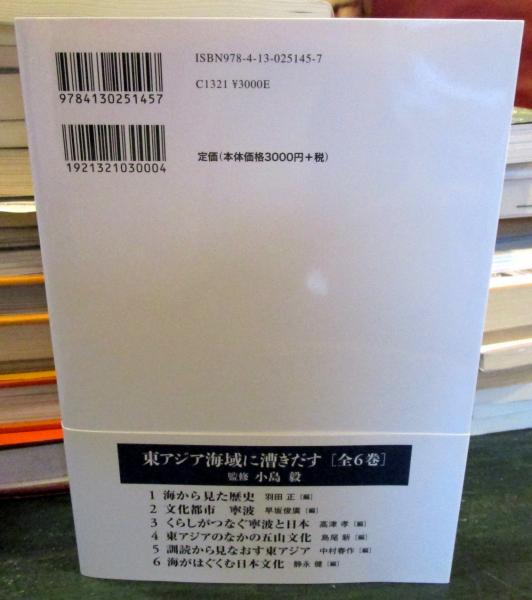 ISBN978-4-13-025145-7
C1321 ¥3000E
9784130251457
定価(本体価格3000円+税)
1921321030004
東アジア海域に漕ぎだす [全6巻]
監修 小島 毅
1 海から見た歴史 羽田 正[編]
2 文化都市 寧波 早坂俊廣[編]
3 くらしがつなぐ寧波と日本 高津 孝[編]
4 東アジアのなかの五山文化 島尾 新[編]
5 訓読から見なおす東アジア 中村春作[編]
6 海がはぐくむ日本文化 静永 健[編]